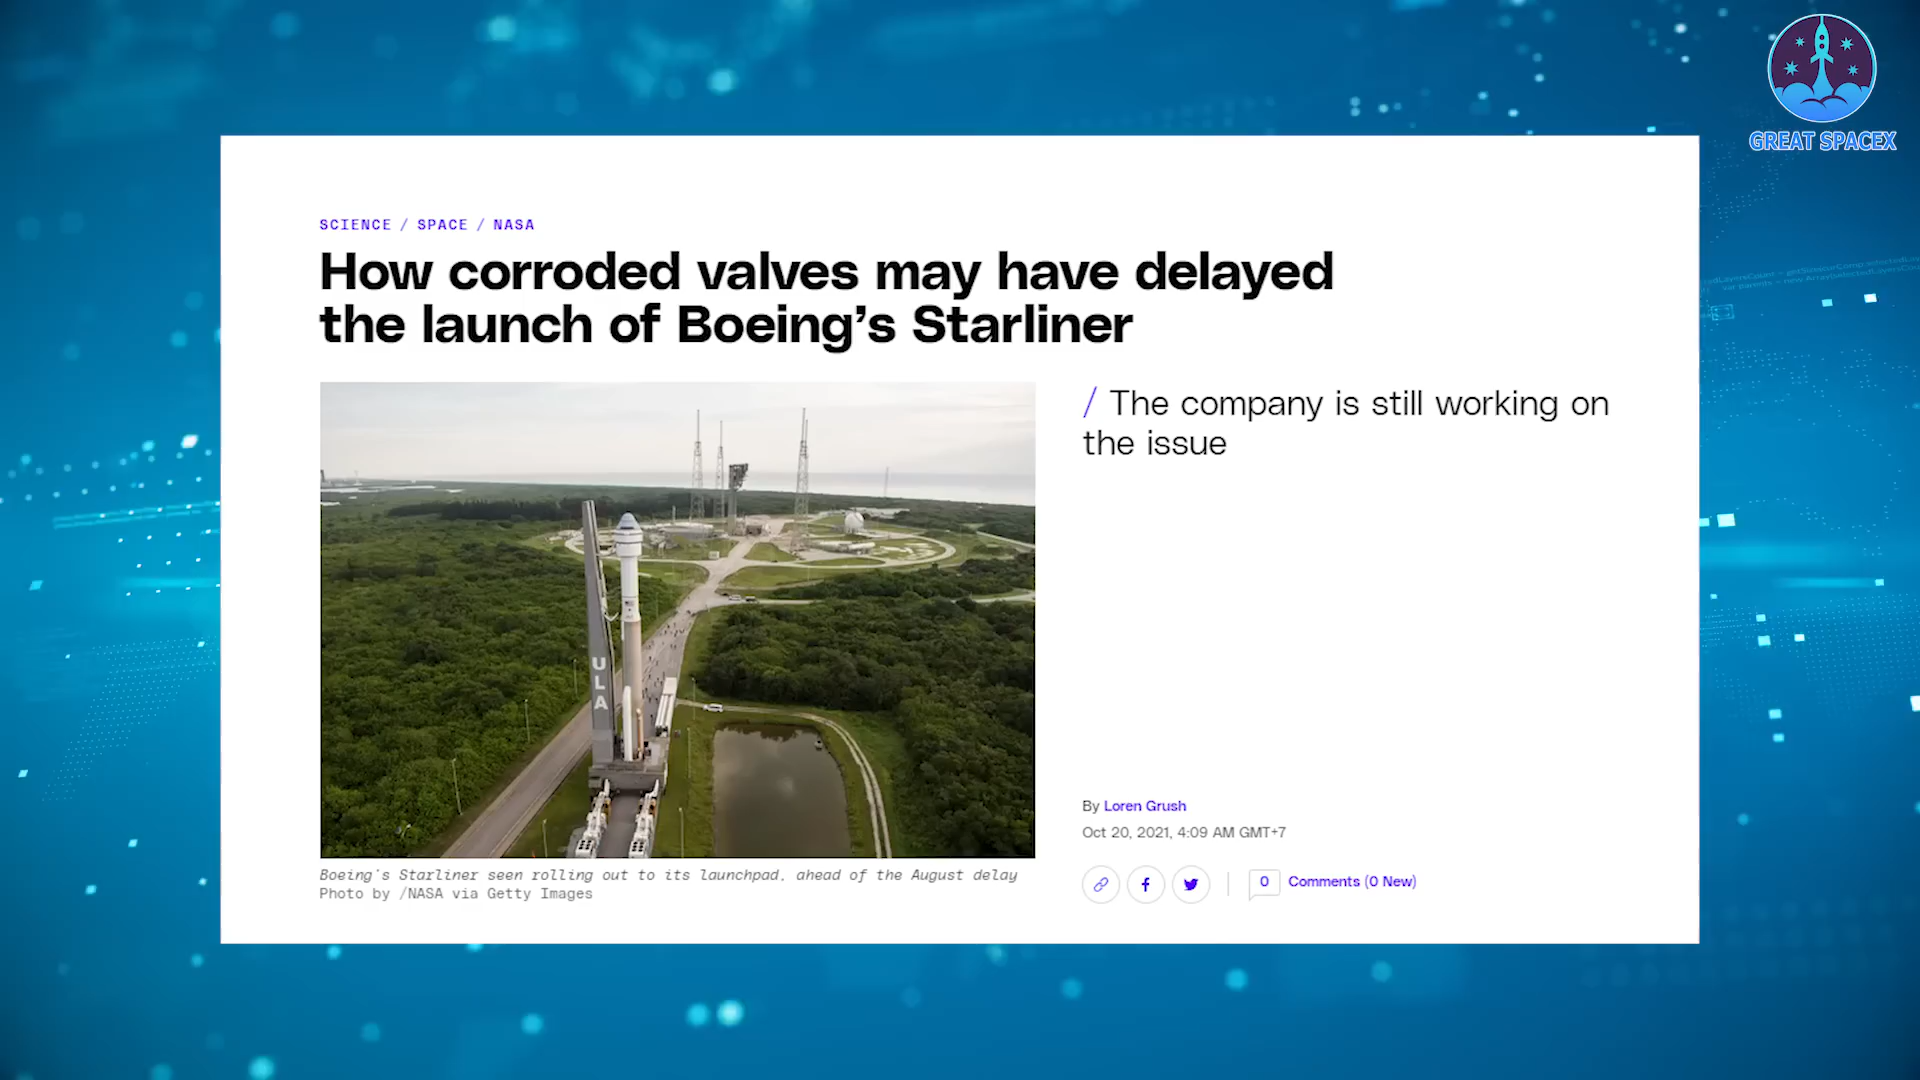 GREAT SPACEX
SCIENCE / SPACE / NASA
How corroded valves may have delayed
the launch of Boeing’s Starliner
/ The company is still working on
the issue
ULA
By Loren Grush
Oct 20, 2021, 4:09 AM GMT+7
0 Comments (0 New)
Boeing's Starliner seen rolling out to its launchpad, ahead of the August delay
Photo by /NASA via Getty Images